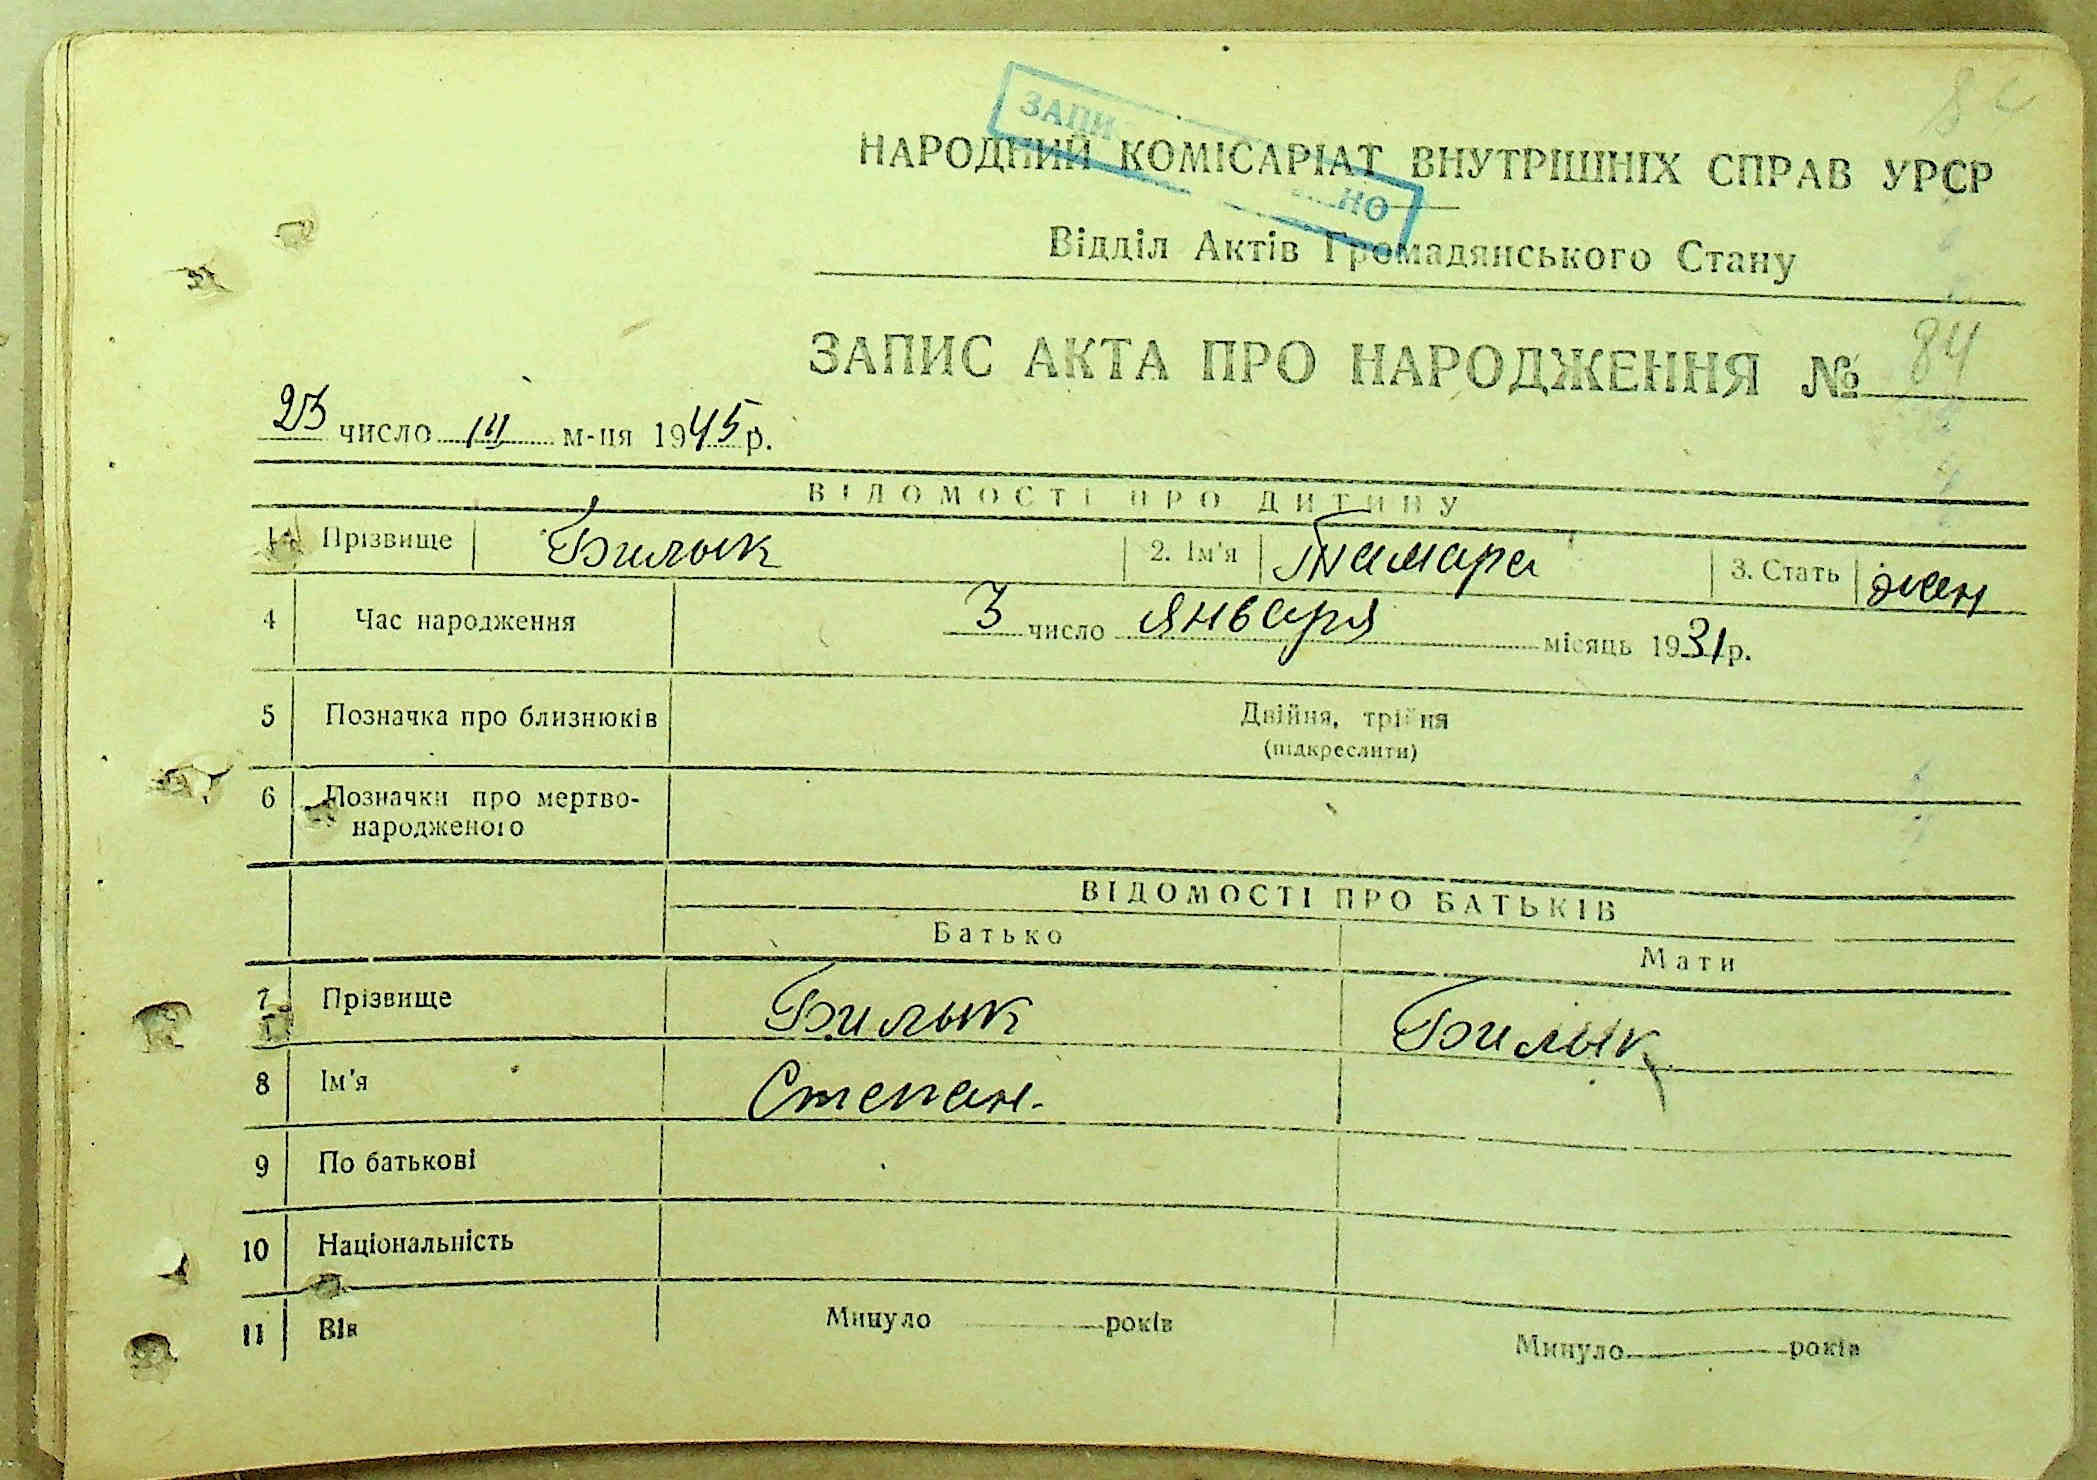 ЗАПИ
НО
НАРОДНИЙ КОМІСАРІАТ ВНУТРІШНІХ СПРАВ УРСР
Відділ Актів Громадянського Стану
ЗАПИС АКТА ПРО НАРОДЖЕННЯ № 84
23 число III м-ця 1945 р.
ВІДОМОСТІ ПРО ДИТИНУ
1. Прізвище Билык 2. Ім'я Тамара 3. Стать жен
4 Час народження 3 число января місяць 1931 р.
5 Позначка про близнюків Двійня, трійня
(підкреслити)
6 Позначки про мертво-
народженого
ВІДОМОСТІ ПРО БАТЬКІВ
Батько Мати
7 Прізвище Билык Билык
8 Ім'я Степан.
9 По батькові
10 Національність
11 Вік Минуло років Минуло років